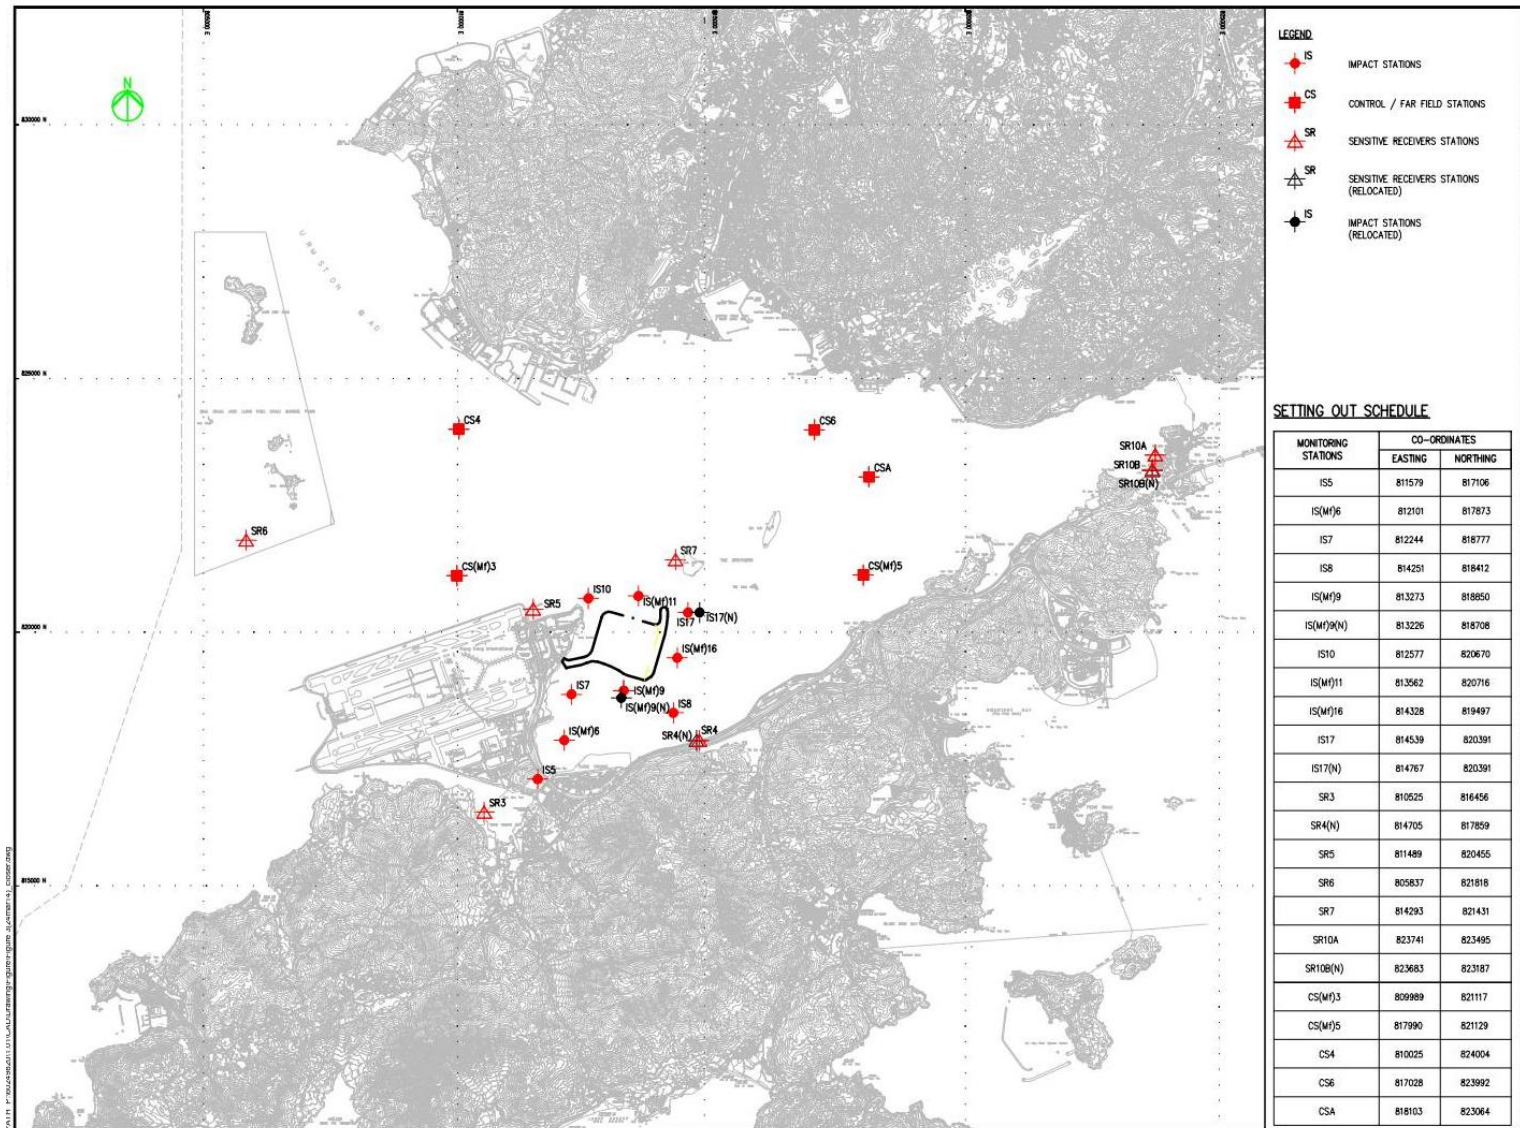 N
830000 N
825000 N
820000 N
815000 N
CS4
CS6
CSA
SR10A
SR10B
SR10B(N)
SR6
CS(Mf)3
SR7
CS(Mf)5
SR5
IS10
IS(Mf)11
IS17
IS17(N)
IS(Mf)16
IS7
IS(Mf)9
IS(Mf)9(N)
IS8
IS(Mf)6
SR4(N)
SR4
IS5
SR3
LEGEND
IS IMPACT STATIONS
CS CONTROL / FAR FIELD STATIONS
SR SENSITIVE RECEIVERS STATIONS
SR SENSITIVE RECEIVERS STATIONS
(RELOCATED)
IS IMPACT STATIONS
(RELOCATED)
SETTING OUT SCHEDULE
MONITORING STATIONS CO-ORDINATES
EASTING NORTHING
IS5 811579 817106
IS(Mf)6 812101 817873
IS7 812244 818777
IS8 814251 818412
IS(Mf)9 813273 818850
IS(Mf)9(N) 813226 818708
IS10 812577 820670
IS(Mf)11 813562 820716
IS(Mf)16 814328 819497
IS17 814539 820391
IS17(N) 814767 820391
SR3 810525 816456
SR4(N) 814705 817859
SR5 811489 820455
SR6 805837 821818
SR7 814293 821431
SR10A 823741 823495
SR10B(N) 823683 823187
CS(Mf)3 809989 821117
CS(Mf)5 817990 821129
CS4 810025 824004
CS6 817028 823992
CSA 818103 823064